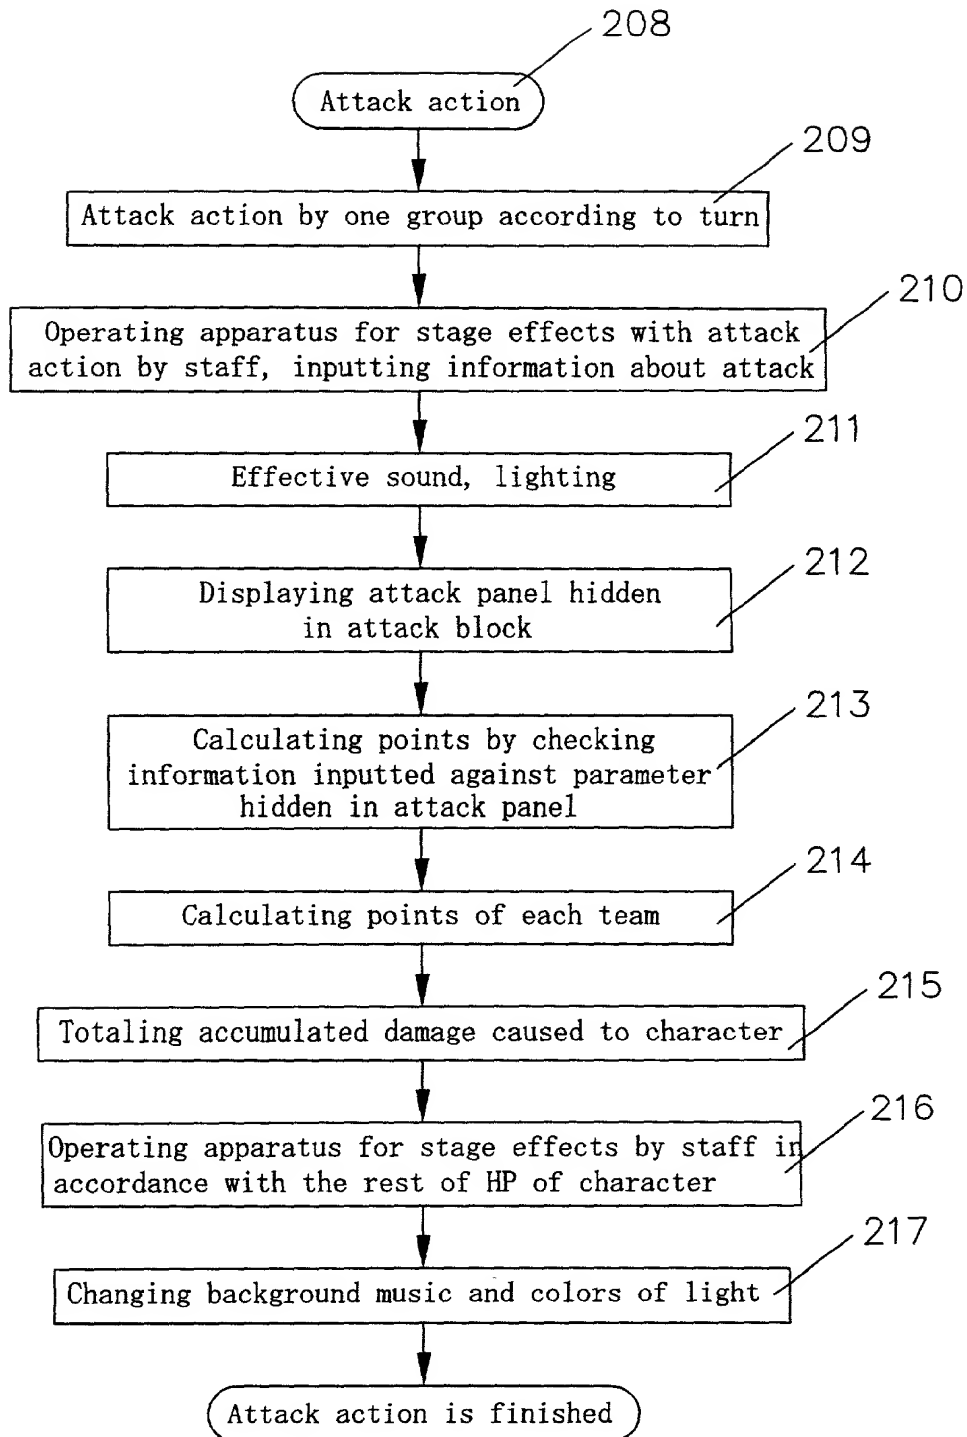 208
Attack action
209
Attack action by one group according to turn
210
Operating apparatus for stage effects with attack
action by staff, inputting information about attack
211
Effective sound, lighting
212
Displaying attack panel hidden
in attack block
213
Calculating points by checking
information inputted against parameter
hidden in attack panel
214
Calculating points of each team
215
Totaling accumulated damage caused to character
216
Operating apparatus for stage effects by staff in
accordance with the rest of HP of character
217
Changing background music and colors of light
Attack action is finished